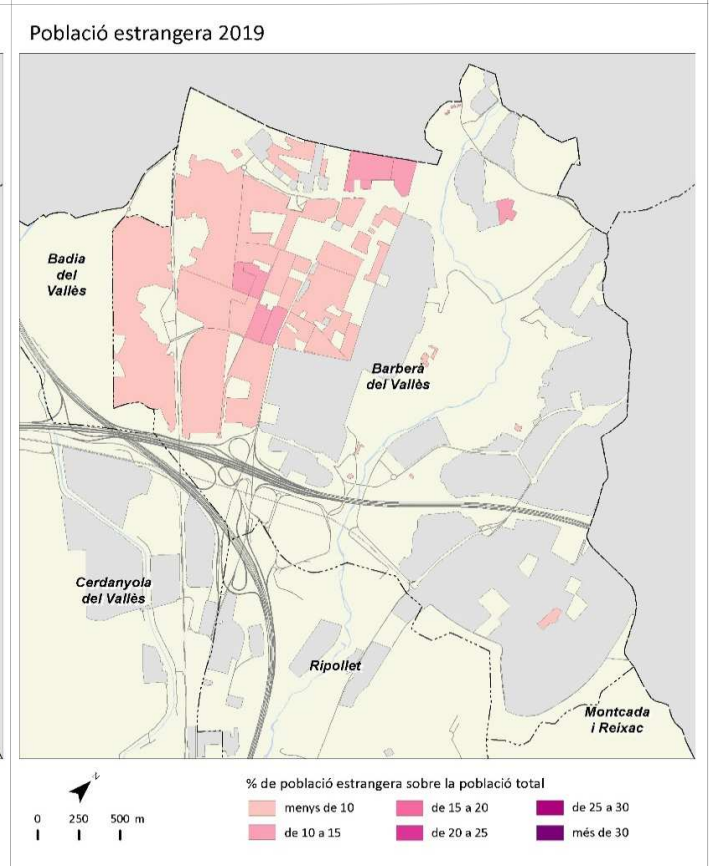 Població estrangera 2019
Badia
del
Vallès
Barberà
del Vallès
Cerdanyola
del Vallès
Ripollet
Montcada
i Reixac
N
0 250 500 m
% de població estrangera sobre la població total
menys de 10
de 15 a 20
de 25 a 30
de 10 a 15
de 20 a 25
més de 30